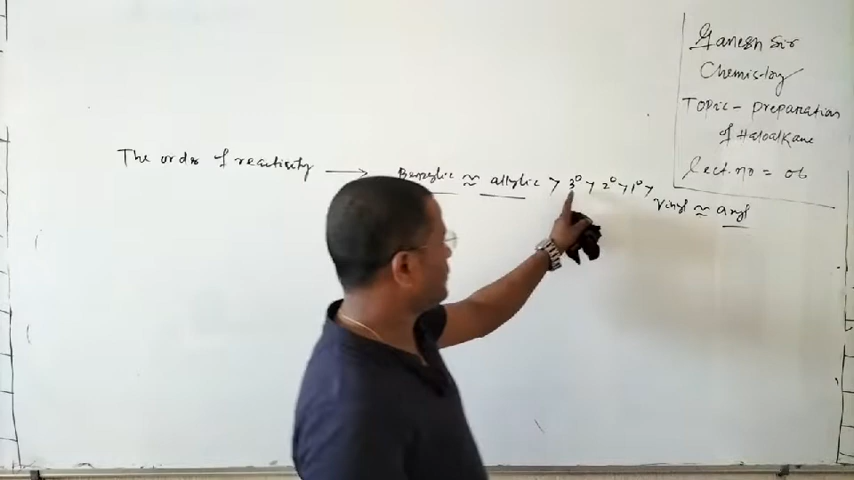 Ganesh Sir
Chemistry
Topic - preparation
of Haloalkane
Lect. no = 06
The order of reactivity → Benzylic ≈ allylic > 3° > 2° > 1° >
Vinyl ≈ aryl